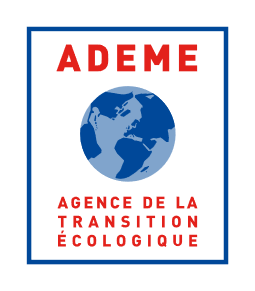 ADEME
AGENCE DE LA
TRANSITION
ÉCOLOGIQUE